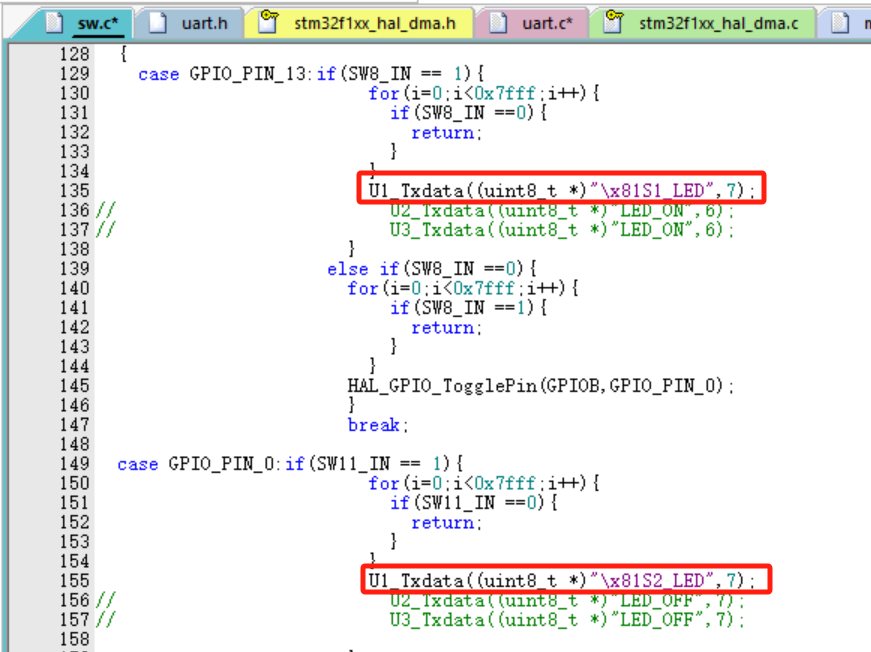 sw.c* uart.h stm32f1xx_hal_dma.h uart.c* stm32f1xx_hal_dma.c
128 {
129 case GPIO_PIN_13:if(SW8_IN == 1){
130 for(i=0;i<0x7fff;i++){
131 if(SW8_IN ==0){
132 return;
133 }
134 }
135 U1_Txdata((uint8_t *)"\x81S1_LED",7);
136 // U2_Txdata((uint8_t *)"LED_ON",6);
137 // U3_Txdata((uint8_t *)"LED_ON",6);
138 }
139 else if(SW8_IN ==0){
140 for(i=0;i<0x7fff;i++){
141 if(SW8_IN ==1){
142 return;
143 }
144 }
145 HAL_GPIO_TogglePin(GPIOB,GPIO_PIN_0);
146 }
147 break;
148
149 case GPIO_PIN_0:if(SW11_IN == 1){
150 for(i=0;i<0x7fff;i++){
151 if(SW11_IN ==0){
152 return;
153 }
154 }
155 U1_Txdata((uint8_t *)"\x81S2_LED",7);
156 // U2_Txdata((uint8_t *)"LED_OFF",7);
157 // U3_Txdata((uint8_t *)"LED_OFF",7);
158